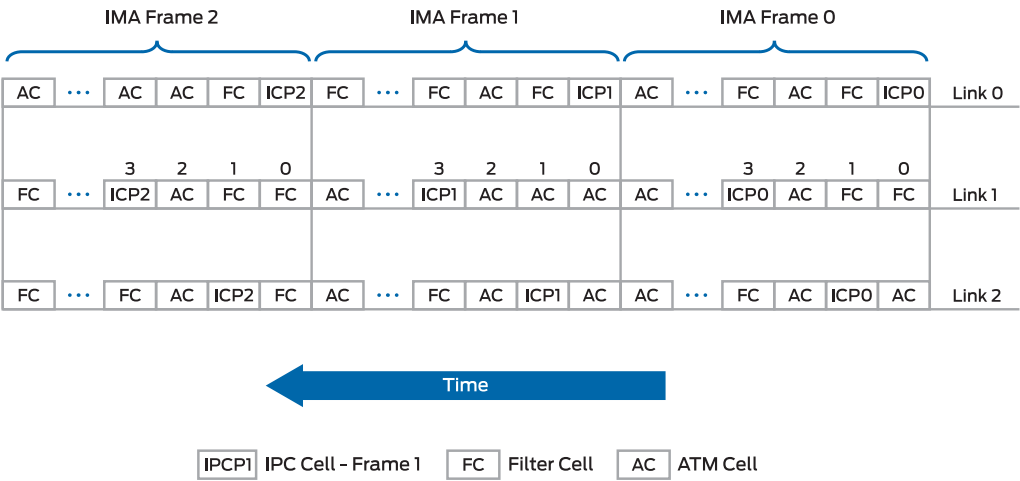 IMA Frame 2 IMA Frame 1 IMA Frame 0
AC ... AC AC FC ICP2 FC ... FC AC FC ICP1 AC ... FC AC FC ICP0 Link 0
3 2 1 0 3 2 1 0 3 2 1 0
FC ... ICP2 AC FC FC AC ... ICP1 AC AC AC AC ... ICP0 AC FC FC Link 1
FC ... FC AC ICP2 FC AC ... FC AC ICP1 AC AC ... FC AC ICP0 AC Link 2
Time
IPCP1 IPC Cell - Frame 1 FC Filter Cell AC ATM Cell